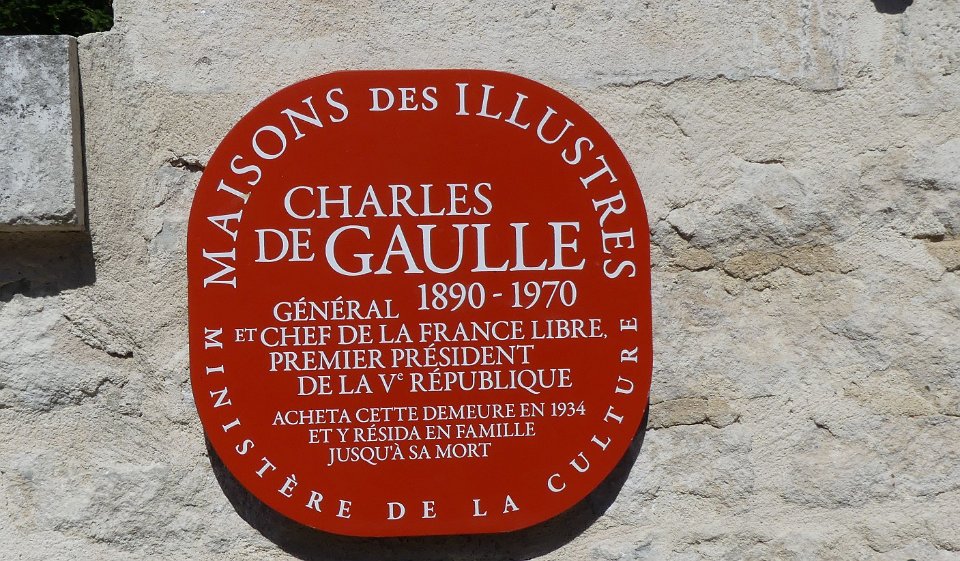 MAISONS DES ILLUSTRES
CHARLES
DE GAULLE
1890 - 1970
GÉNÉRAL
ET CHEF DE LA FRANCE LIBRE,
PREMIER PRÉSIDENT
DE LA Ve RÉPUBLIQUE
ACHETA CETTE DEMEURE EN 1934
ET Y RÉSIDA EN FAMILLE
JUSQU'À SA MORT
MINISTÈRE DE LA CULTURE